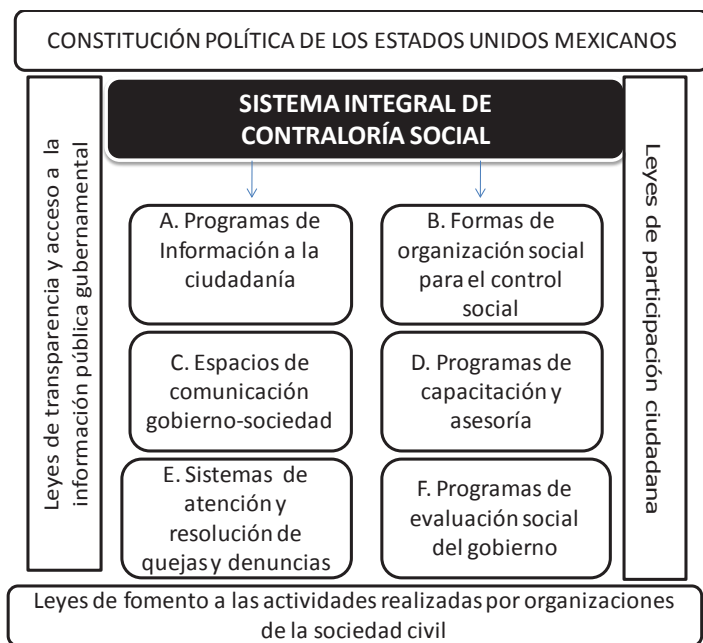 CONSTITUCIÓN POLÍTICA DE LOS ESTADOS UNIDOS MEXICANOS
Leyes de transparencia y acceso a la
información pública gubernamental
SISTEMA INTEGRAL DE
CONTRALORÍA SOCIAL
A. Programas de
Información a la
ciudadanía
B. Formas de
organización social
para el control
social
C. Espacios de
comunicación
gobierno-sociedad
D. Programas de
capacitación y
asesoría
E. Sistemas de
atención y
resolución de
quejas y denuncias
F. Programas de
evaluación social
del gobierno
Leyes de participación ciudadana
Leyes de fomento a las actividades realizadas por organizaciones
de la sociedad civil